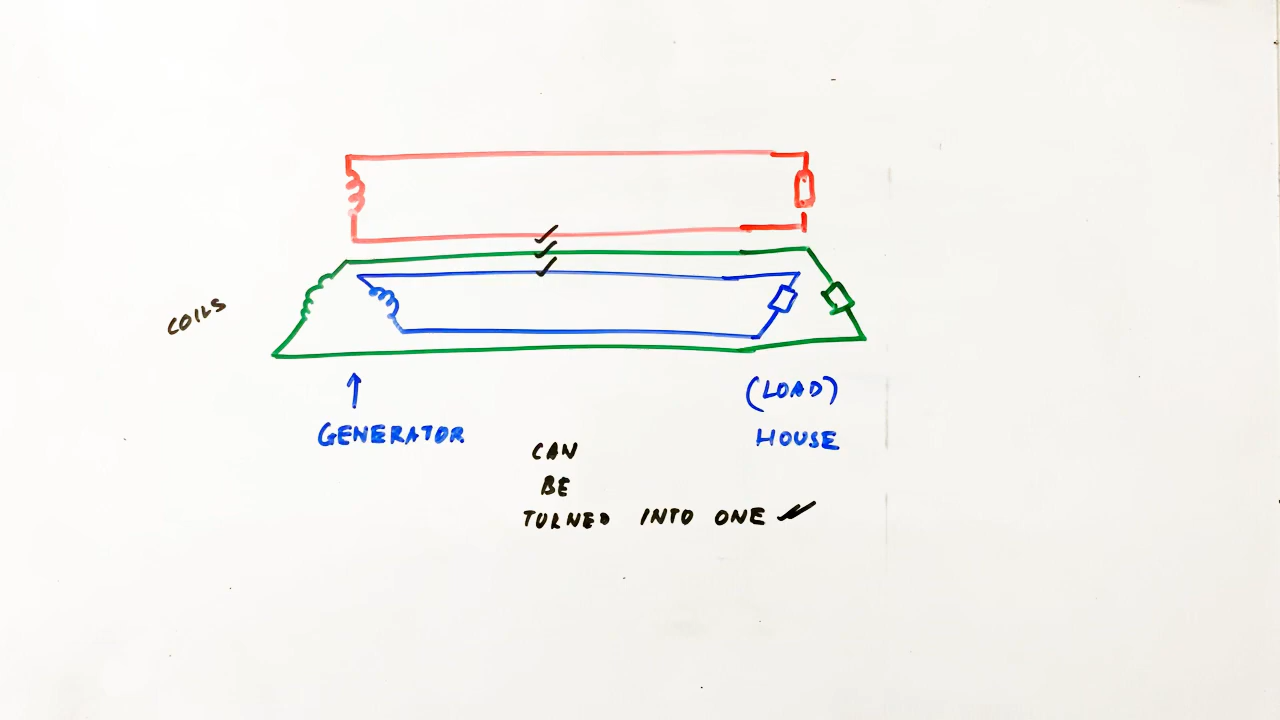 COILS
GENERATOR
(LOAD)
HOUSE
CAN
BE
TURNED INTO ONE